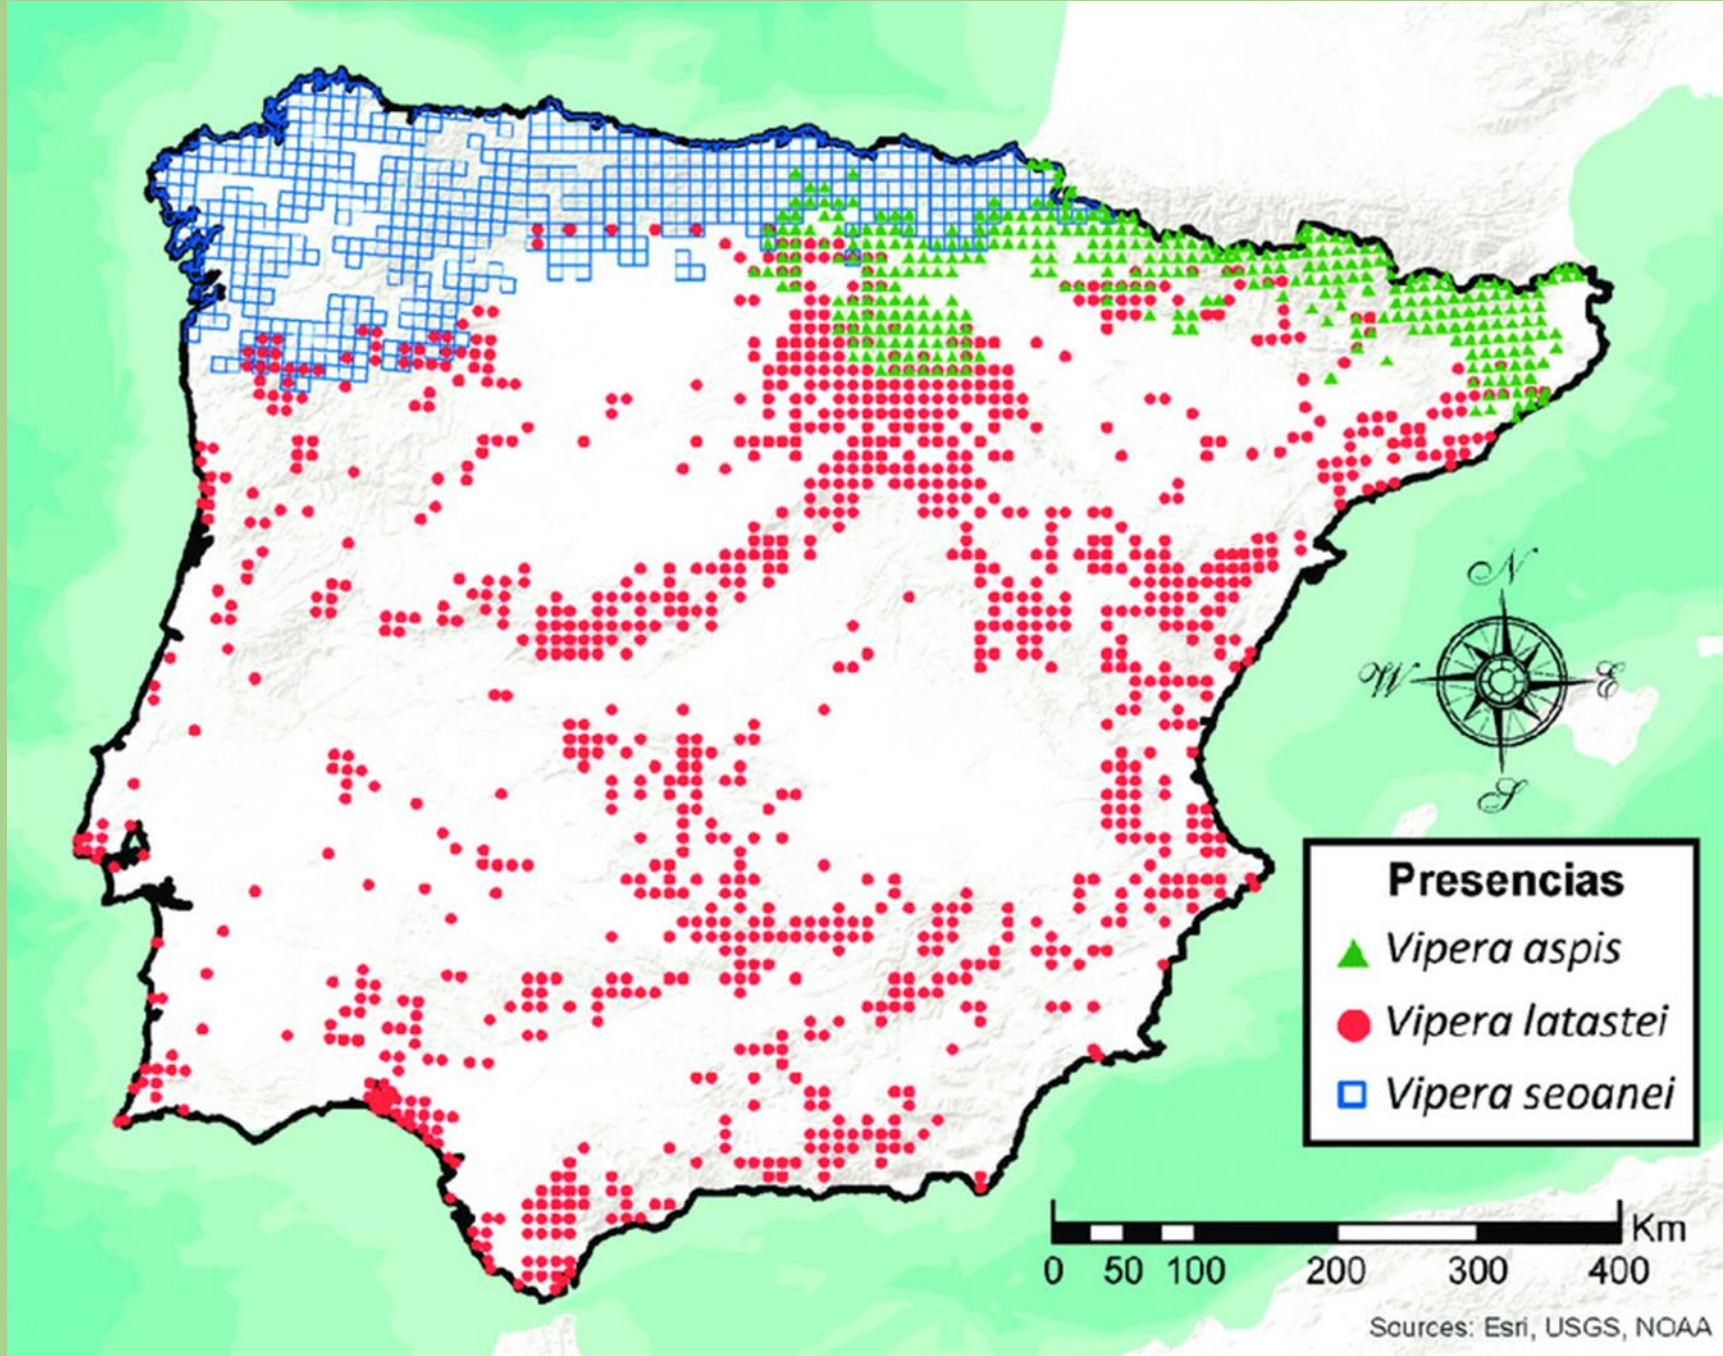 N
W E
S
Presencias
Vipera aspis
Vipera latastei
Vipera seoanei
Km
0 50 100 200 300 400
Sources: Esri, USGS, NOAA